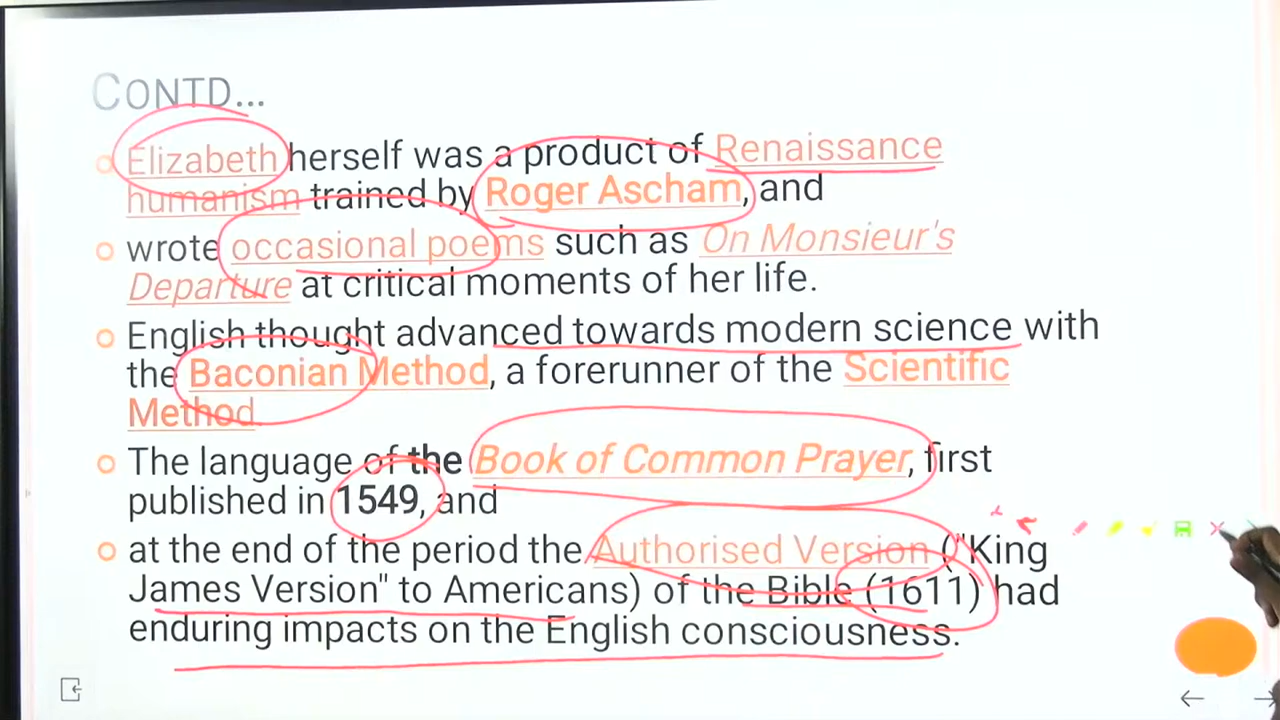 CONTD...
Elizabeth herself was a product of Renaissance
humanism trained by Roger Ascham, and
wrote occasional poems such as On Monsieur's
Departure at critical moments of her life.
English thought advanced towards modern science with
the Baconian Method, a forerunner of the Scientific
Method
The language of the Book of Common Prayer, first
published in 1549, and
at the end of the period the Authorised Version ("King
James Version" to Americans) of the Bible (1611) had
enduring impacts on the English consciousness.